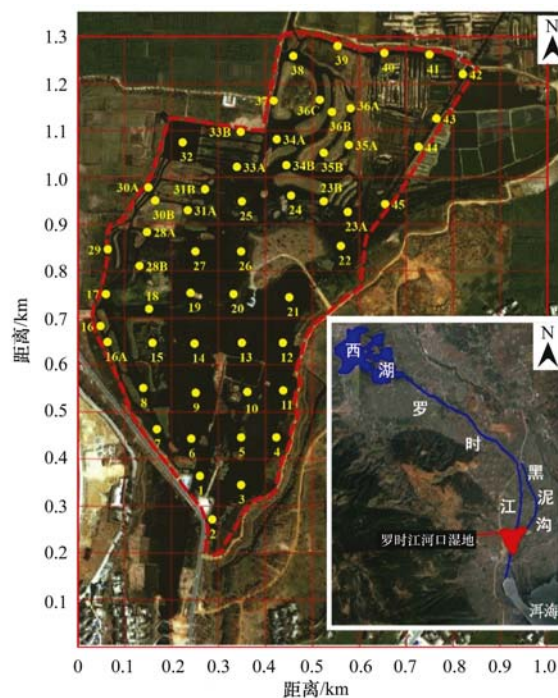 1.3
1.2
1.1
1.0
0.9
0.8
0.7
0.6
0.5
0.4
0.3
0.2
0.1
0
距离/km
0
0.1
0.2
0.3
0.4
0.5
0.6
0.7
0.8
0.9
1.0
距离/km
N
38
39
40
41
42
37
36C
36A
36B
43
33B
34A
35A
44
32
33A
34B
35B
30A
31B
23B
45
30B
31A
25
24
23A
28A
29
27
26
22
28B
17
18
19
20
21
16
16A
15
14
13
12
8
9
10
11
7
6
5
4
1
3
2
N
西
湖
罗
时
江
黑
泥
沟
罗时江河口湿地
洱海